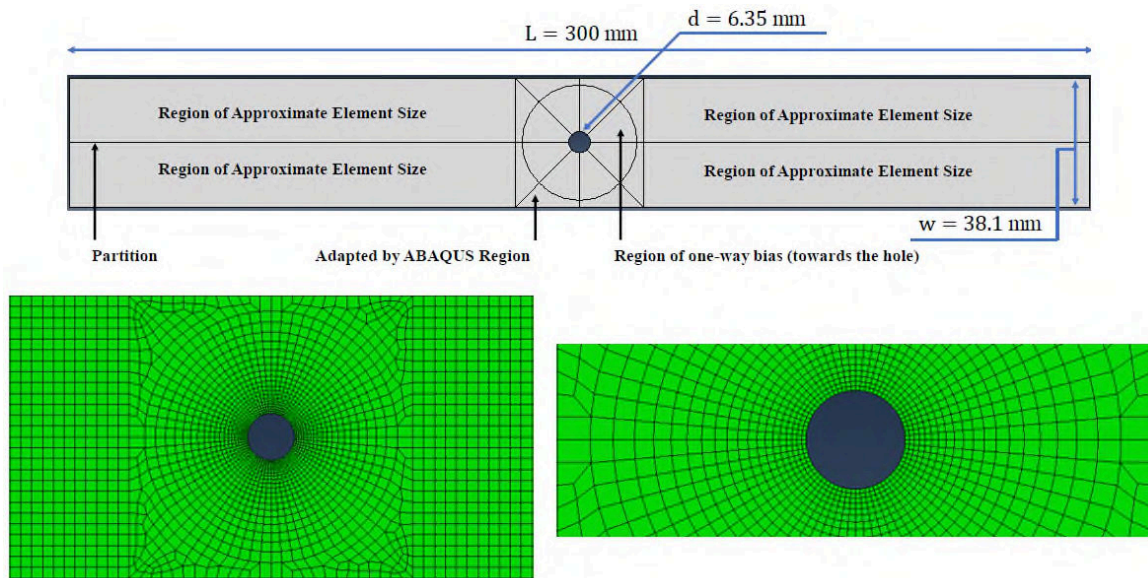 d = 6.35 mm
L = 300 mm
Region of Approximate Element Size
Region of Approximate Element Size
Region of Approximate Element Size
Region of Approximate Element Size
w = 38.1 mm
Partition
Adapted by ABAQUS Region
Region of one-way bias (towards the hole)